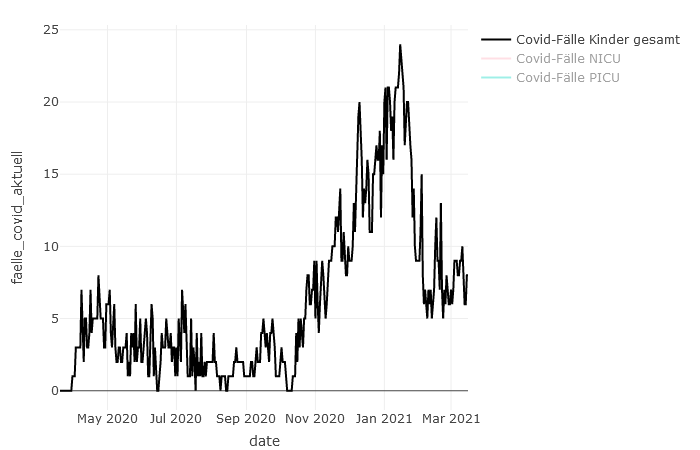 25
20
15
10
5
0
faelle_covid_aktuell
May 2020
Jul 2020
Sep 2020
Nov 2020
Jan 2021
Mar 2021
date
Covid-Fälle Kinder gesamt
Covid-Fälle NICU
Covid-Fälle PICU